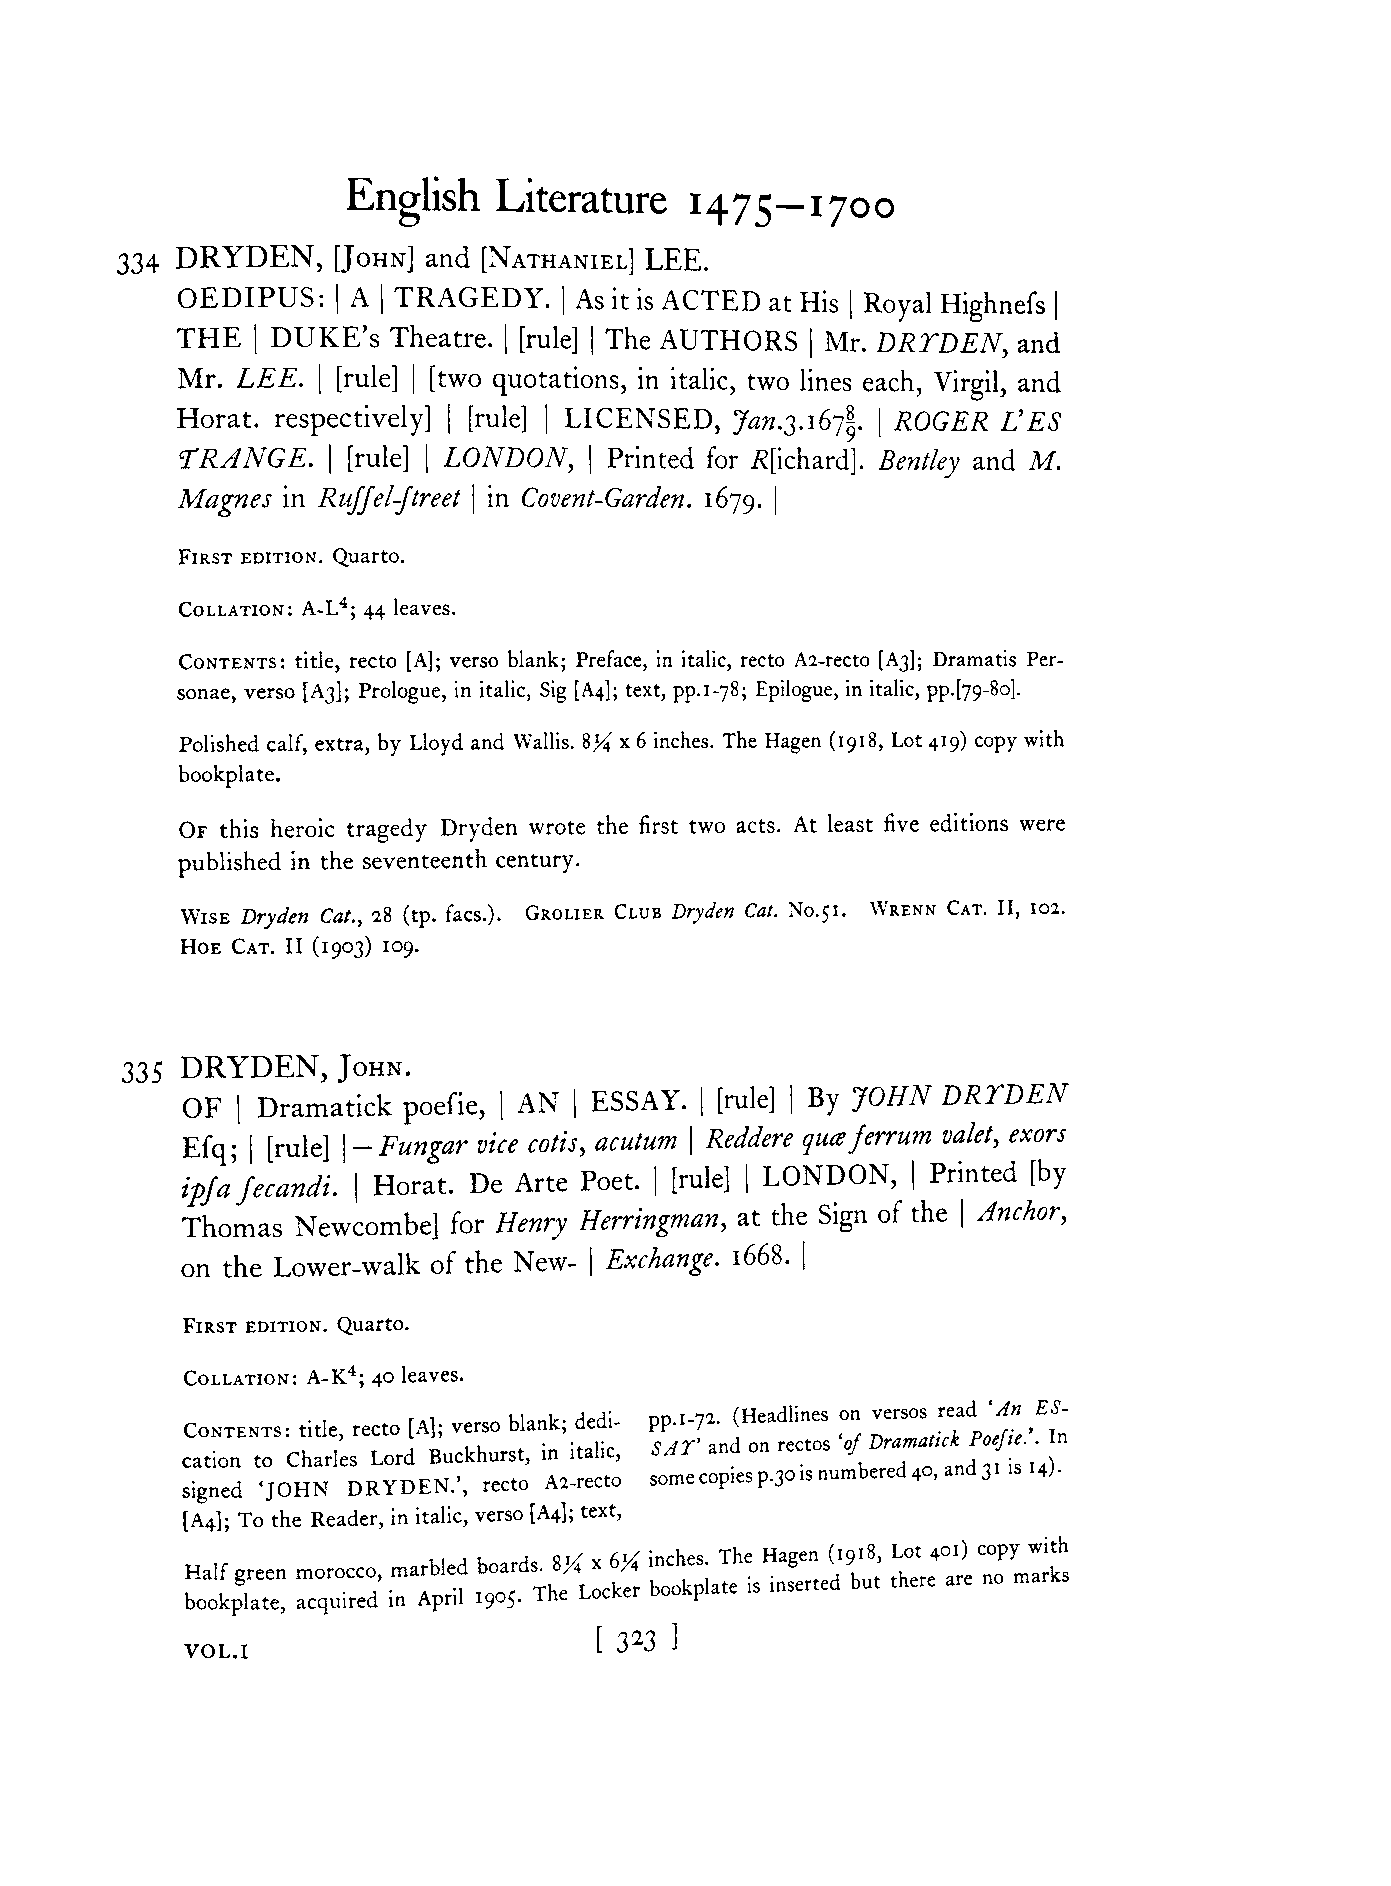 English Literature 1475–1700
334 DRYDEN, [John] and [Nathaniel] LEE.
OEDIPUS: | A | TRAGEDY. | As it is ACTED at His | Royal Highneſs |
THE | DUKE's Theatre. | [rule] | The AUTHORS | Mr. DRYDEN, and
Mr. LEE. | [rule] | [two quotations, in italic, two lines each, Virgil, and
Horat. respectively] | [rule] | LICENSED, Jan.3.167⁸⁄₉. | ROGER L'ES
TRANGE. | [rule] | LONDON, | Printed for R[ichard]. Bentley and M.
Magnes in Ruſſel-ſtreet | in Covent-Garden. 1679. |
First edition. Quarto.
Collation: A-L⁴; 44 leaves.
Contents: title, recto [A]; verso blank; Preface, in italic, recto A2-recto [A3]; Dramatis Per-
sonae, verso [A3]; Prologue, in italic, Sig [A4]; text, pp.1-78; Epilogue, in italic, pp.[79-80].
Polished calf, extra, by Lloyd and Wallis. 8¼ x 6 inches. The Hagen (1918, Lot 419) copy with
bookplate.
Of this heroic tragedy Dryden wrote the first two acts. At least five editions were
published in the seventeenth century.
Wise Dryden Cat., 28 (tp. facs.). Grolier Club Dryden Cat. No.51. Wrenn Cat. II, 102.
Hoe Cat. II (1903) 109.
335 DRYDEN, John.
OF | Dramatick poeſie, | AN | ESSAY. | [rule] | By JOHN DRYDEN
Eſq; | [rule] | — Fungar vice cotis, acutum | Reddere quæ ferrum valet, exors
ipſa ſecandi. | Horat. De Arte Poet. | [rule] | LONDON, | Printed [by
Thomas Newcombe] for Henry Herringman, at the Sign of the | Anchor,
on the Lower-walk of the New- | Exchange. 1668. |
First edition. Quarto.
Collation: A-K⁴; 40 leaves.
Contents: title, recto [A]; verso blank; dedi-
cation to Charles Lord Buckhurst, in italic,
signed 'JOHN DRYDEN.', recto A2-recto
[A4]; To the Reader, in italic, verso [A4]; text,
pp.1-72. (Headlines on versos read 'An ES-
SAY' and on rectos 'of Dramatick Poeſie.'. In
some copies p.30 is numbered 40, and 31 is 14).
Half green morocco, marbled boards. 8¼ x 6¼ inches. The Hagen (1918, Lot 401) copy with
bookplate, acquired in April 1905. The Locker bookplate is inserted but there are no marks
VOL.I
[ 323 ]